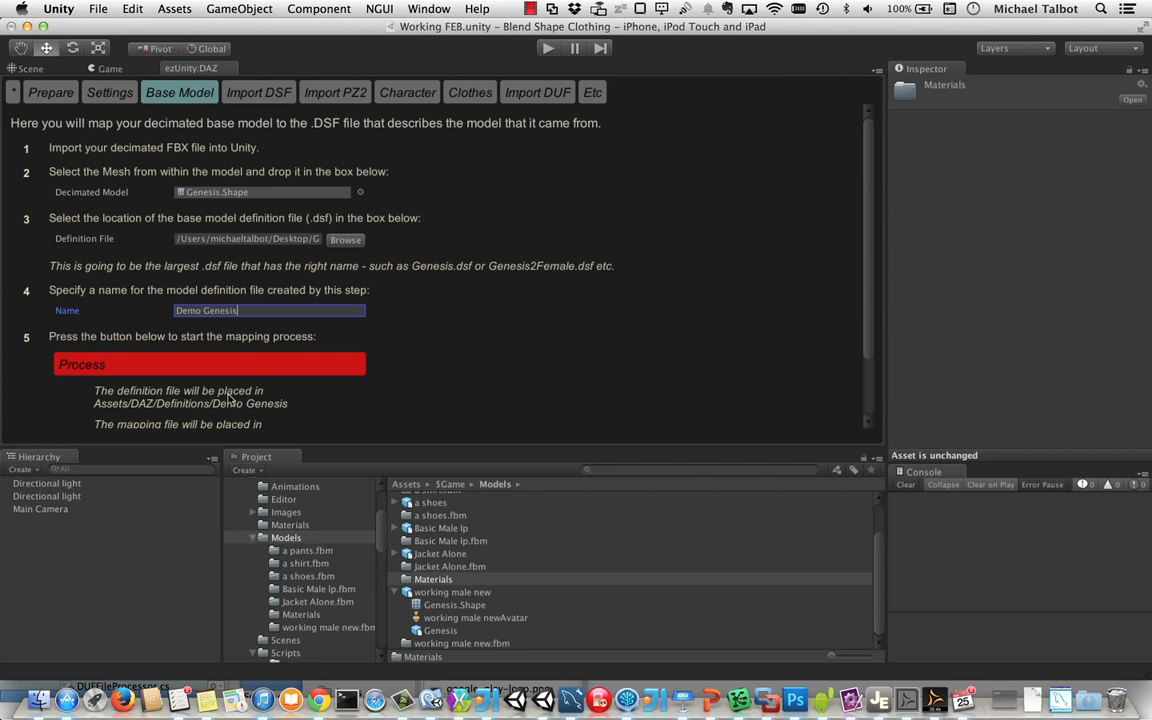 Unity File Edit Assets GameObject Component NGUI Window Help 100% Michael Talbot
Working FEB.unity – Blend Shape Clothing – iPhone, iPod Touch and iPad
Pivot Global Layers Layout
Scene Game ezUnity:DAZ Inspector
* Prepare Settings Base Model Import DSF Import PZ2 Character Clothes Import DUF Etc
Materials
Open
Here you will map your decimated base model to the .DSF file that describes the model that it came from.
1 Import your decimated FBX file into Unity.
2 Select the Mesh from within the model and drop it in the box below:
Decimated Model Genesis.Shape
3 Select the location of the base model definition file (.dsf) in the box below:
Definition File /Users/michaeltalbot/Desktop/G Browse
This is going to be the largest .dsf file that has the right name - such as Genesis.dsf or Genesis2Female.dsf etc.
4 Specify a name for the model definition file created by this step:
Name Demo Genesis
5 Press the button below to start the mapping process:
Process
The definition file will be placed in
Assets/DAZ/Definitions/Demo Genesis
The mapping file will be placed in
Asset is unchanged
Hierarchy Project Console
Create All Create Clear Collapse Clear on Play Error Pause 0 0 0
Directional light
Directional light
Main Camera
Animations
Editor
Images
Materials
Models
a pants.fbm
a shirt.fbm
a shoes.fbm
Basic Male lp.fbm
Jacket Alone.fbm
Materials
working male new.fbm
Scenes
Scripts
Assets $Game Models
a shoes
a shoes.fbm
Basic Male lp
Basic Male lp.fbm
Jacket Alone
Jacket Alone.fbm
Materials
working male new
Genesis.Shape
working male newAvatar
Genesis
working male new.fbm
Materials
DUFFileProcessor.cs
google-play-logo.png